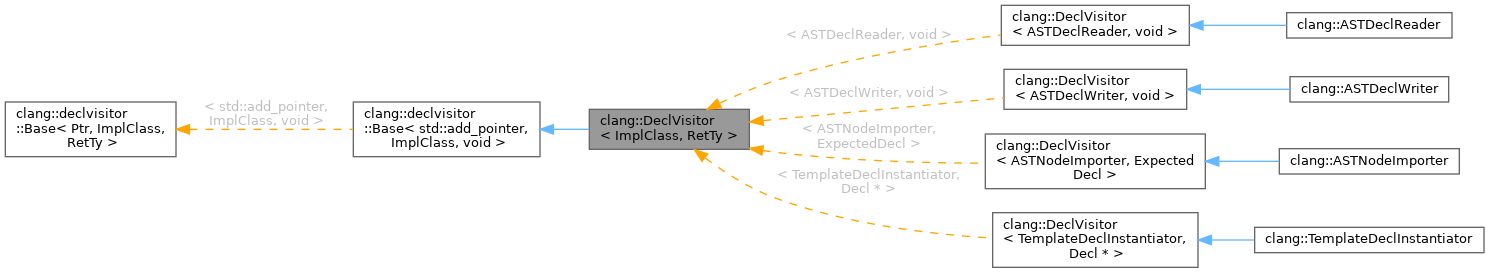 clang::declvisitor
::Base< Ptr, ImplClass,
RetTy >
< std::add_pointer,
ImplClass, void >
clang::declvisitor
::Base< std::add_pointer,
ImplClass, void >
clang::DeclVisitor
< ImplClass, RetTy >
< ASTDeclReader, void >
clang::DeclVisitor
< ASTDeclReader, void >
clang::ASTDeclReader
< ASTDeclWriter, void >
clang::DeclVisitor
< ASTDeclWriter, void >
clang::ASTDeclWriter
< ASTNodeImporter,
ExpectedDecl >
clang::DeclVisitor
< ASTNodeImporter, Expected
Decl >
clang::ASTNodeImporter
< TemplateDeclInstantiator,
Decl * >
clang::DeclVisitor
< TemplateDeclInstantiator,
Decl * >
clang::TemplateDeclInstantiator